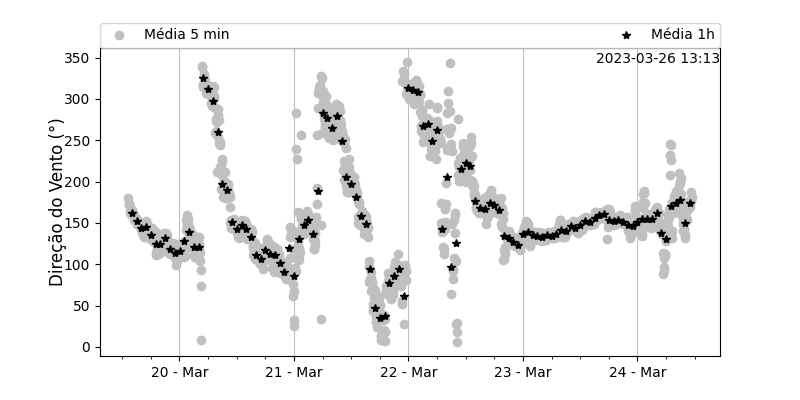 Média 5 min
Média 1h
2023-03-26 13:13
Direção do Vento (°)
350
300
250
200
150
100
50
0
20 - Mar
21 - Mar
22 - Mar
23 - Mar
24 - Mar